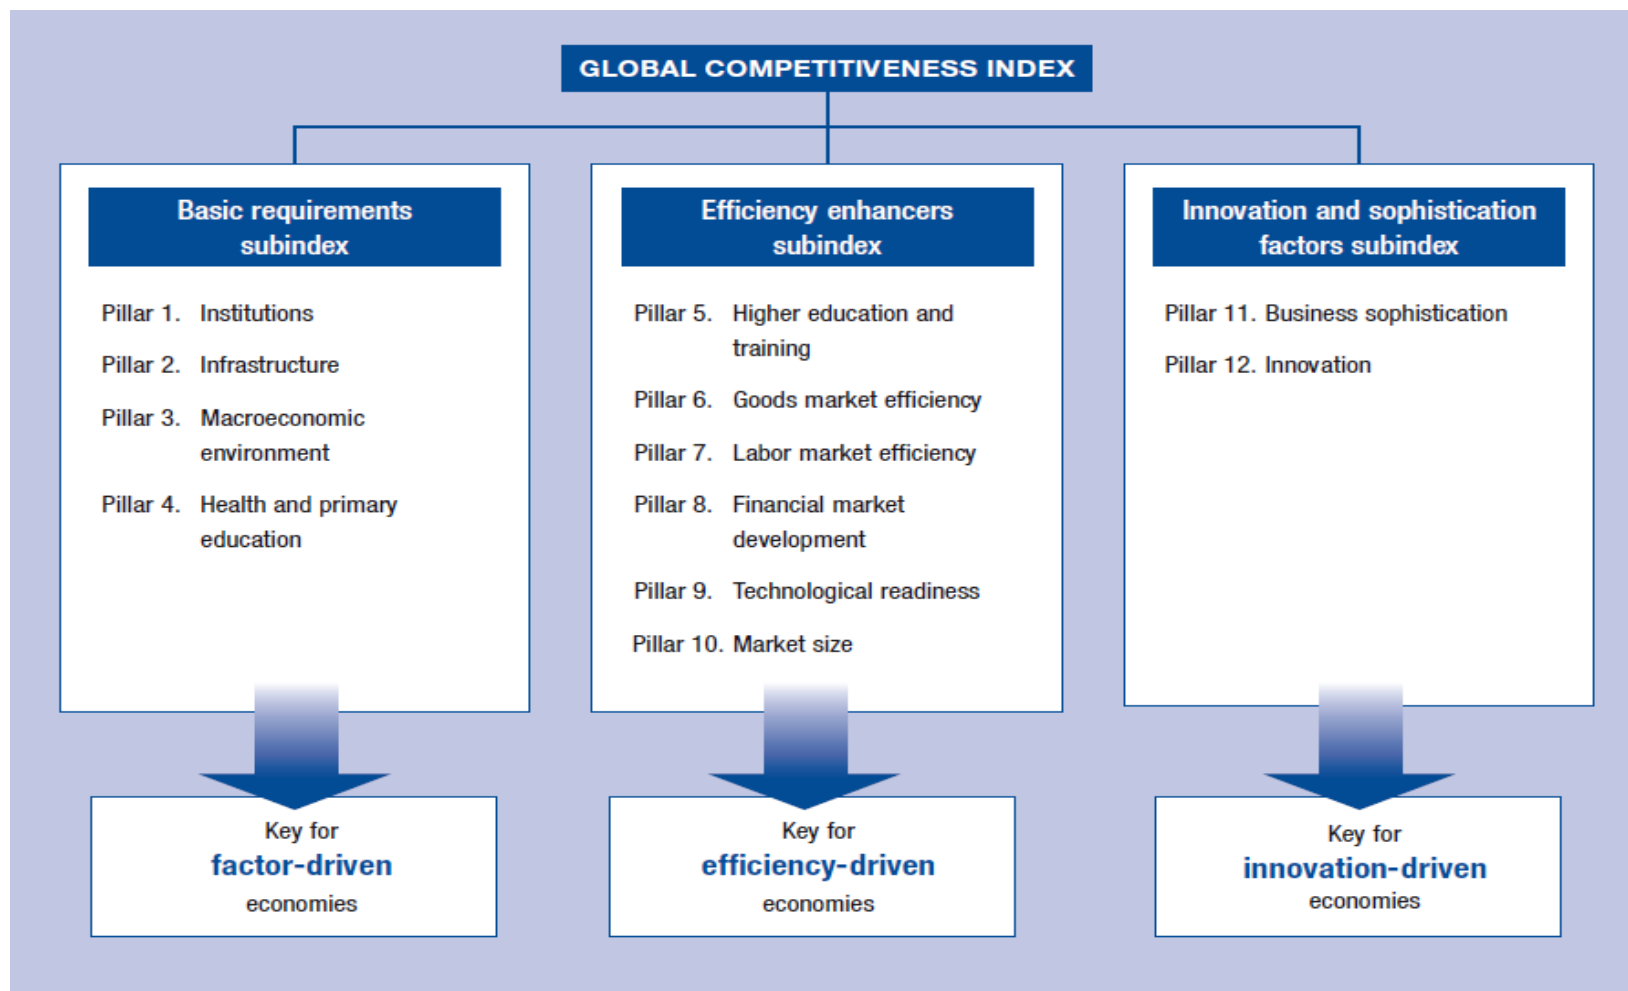 GLOBAL COMPETITIVENESS INDEX
Basic requirements
subindex
Pillar 1. Institutions
Pillar 2. Infrastructure
Pillar 3. Macroeconomic
environment
Pillar 4. Health and primary
education
Key for
factor-driven
economies
Efficiency enhancers
subindex
Pillar 5. Higher education and
training
Pillar 6. Goods market efficiency
Pillar 7. Labor market efficiency
Pillar 8. Financial market
development
Pillar 9. Technological readiness
Pillar 10. Market size
Key for
efficiency-driven
economies
Innovation and sophistication
factors subindex
Pillar 11. Business sophistication
Pillar 12. Innovation
Key for
innovation-driven
economies